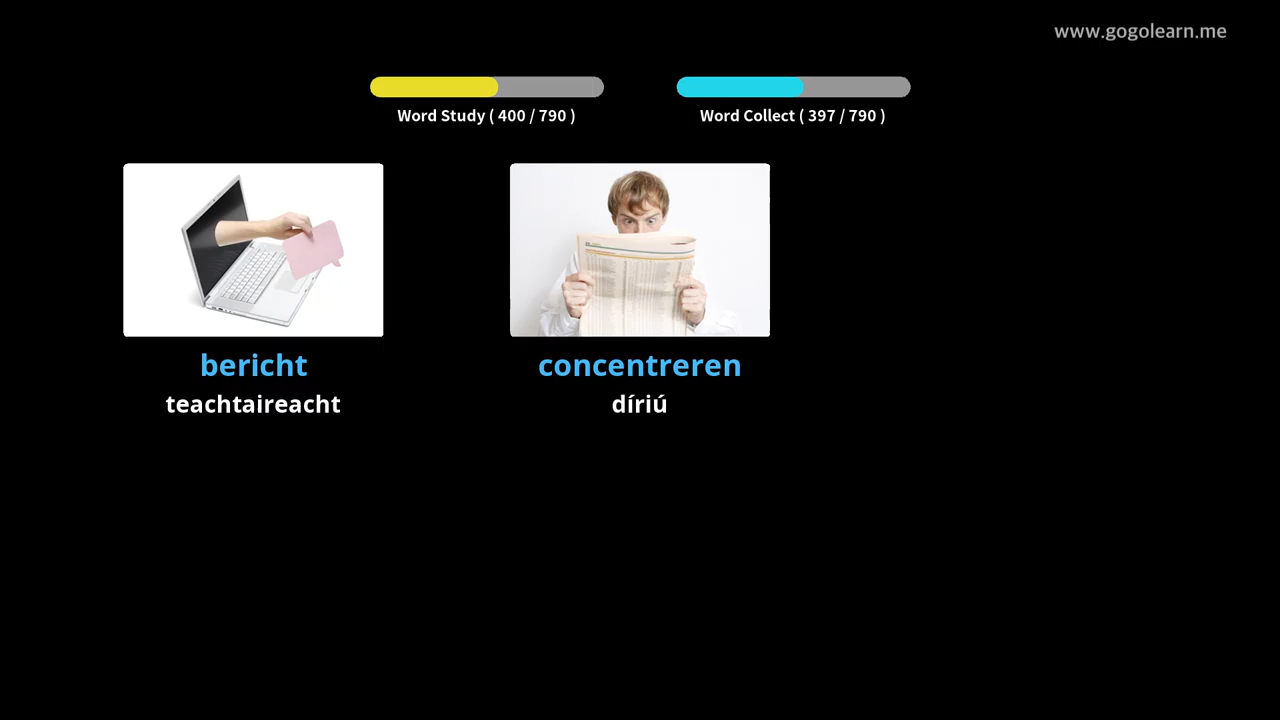 www.gogolearn.me
Word Study ( 400 / 790 )
Word Collect ( 397 / 790 )
bericht
teachtaireacht
concentreren
díriú